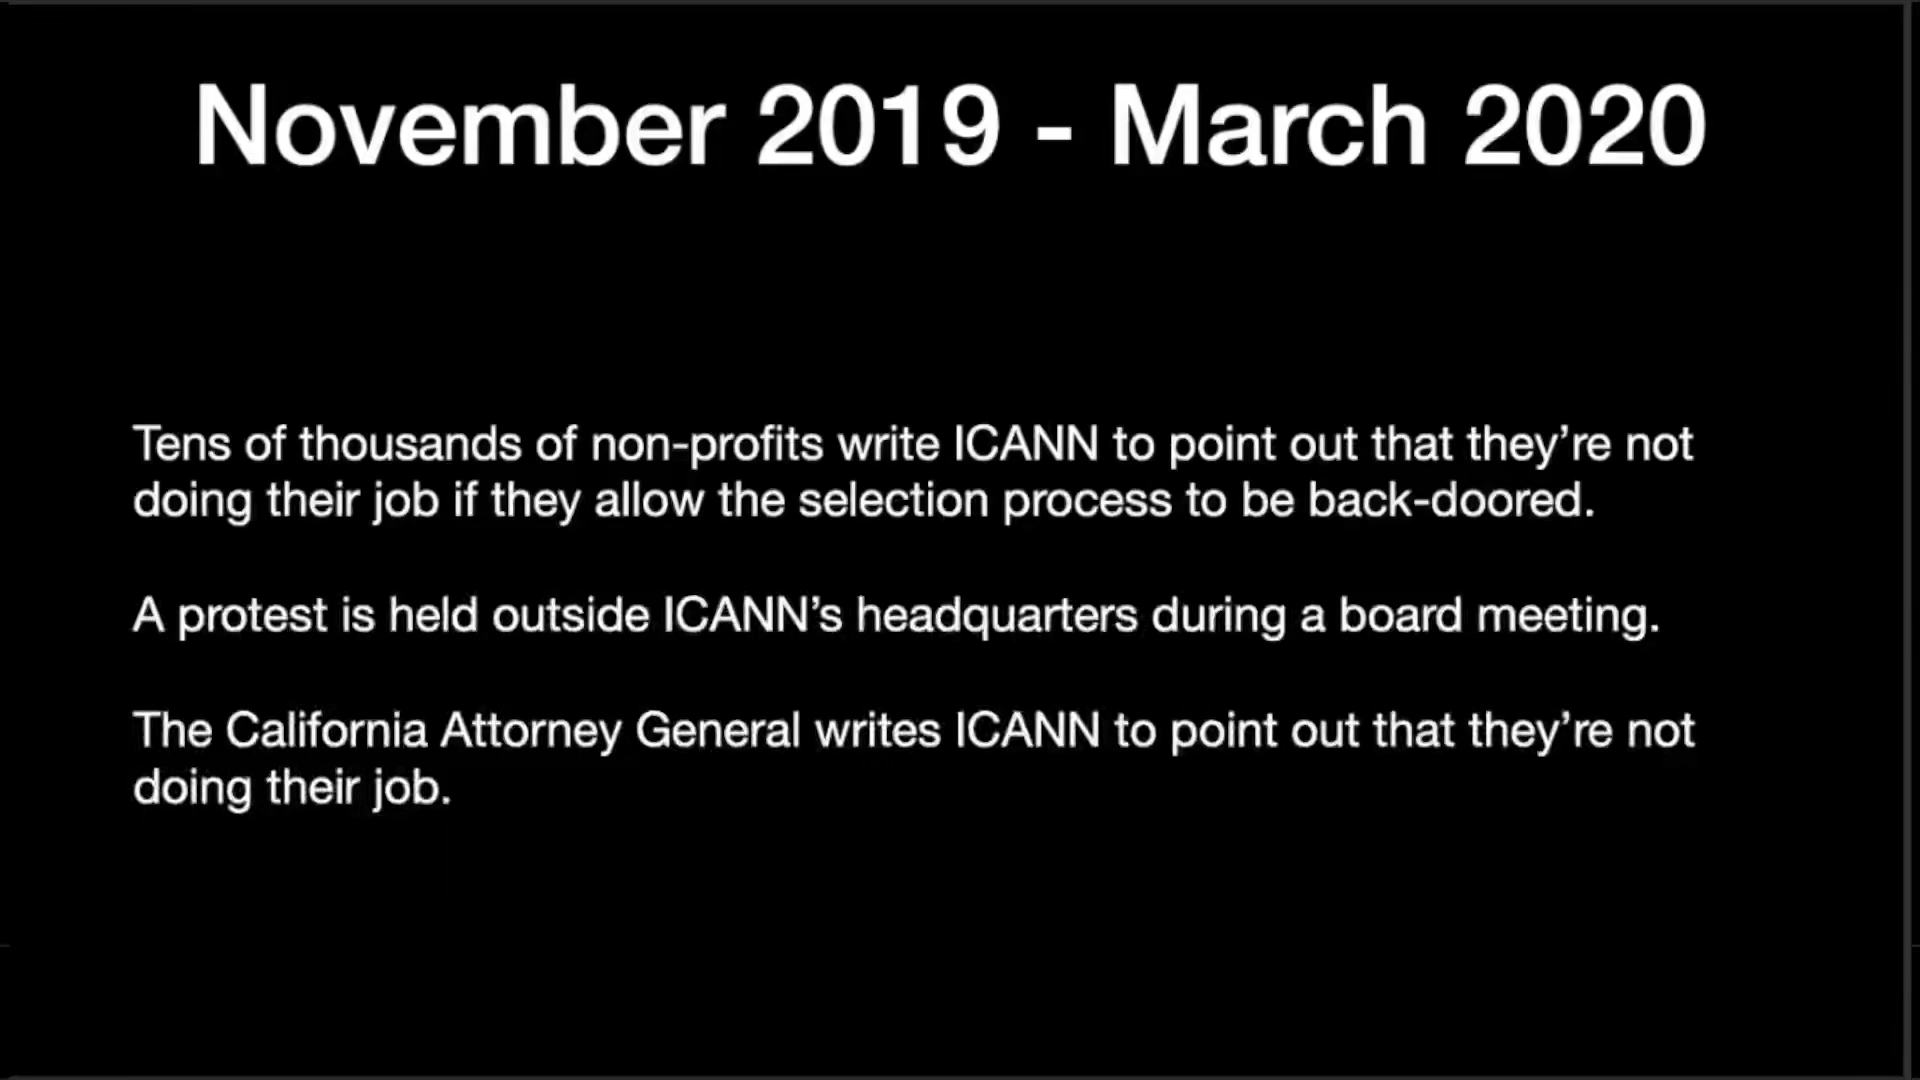 November 2019 - March 2020
Tens of thousands of non-profits write ICANN to point out that they’re not
doing their job if they allow the selection process to be back-doored.
A protest is held outside ICANN’s headquarters during a board meeting.
The California Attorney General writes ICANN to point out that they’re not
doing their job.